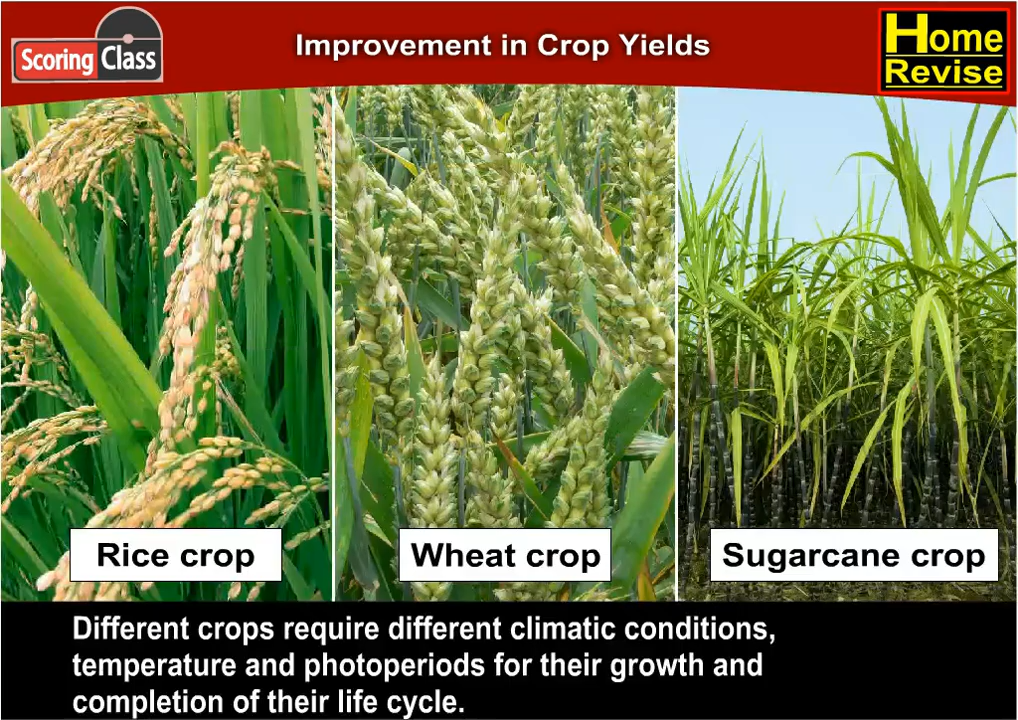 Scoring Class
Improvement in Crop Yields
Home
Revise
Rice crop
Wheat crop
Sugarcane crop
Different crops require different climatic conditions,
temperature and photoperiods for their growth and
completion of their life cycle.